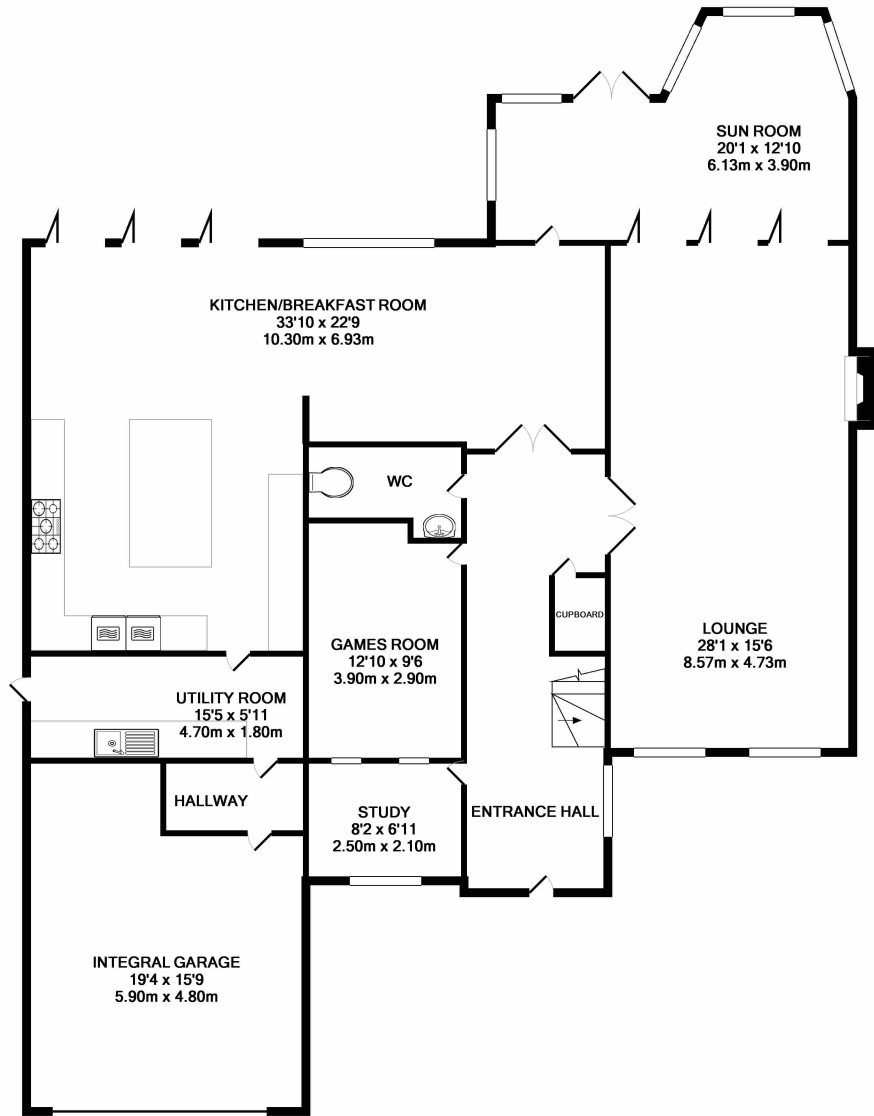 SUN ROOM
20'1 x 12'10
6.13m x 3.90m
KITCHEN/BREAKFAST ROOM
33'10 x 22'9
10.30m x 6.93m
WC
CUPBOARD
GAMES ROOM
12'10 x 9'6
3.90m x 2.90m
LOUNGE
28'1 x 15'6
8.57m x 4.73m
UTILITY ROOM
15'5 x 5'11
4.70m x 1.80m
HALLWAY
STUDY
8'2 x 6'11
2.50m x 2.10m
ENTRANCE HALL
INTEGRAL GARAGE
19'4 x 15'9
5.90m x 4.80m